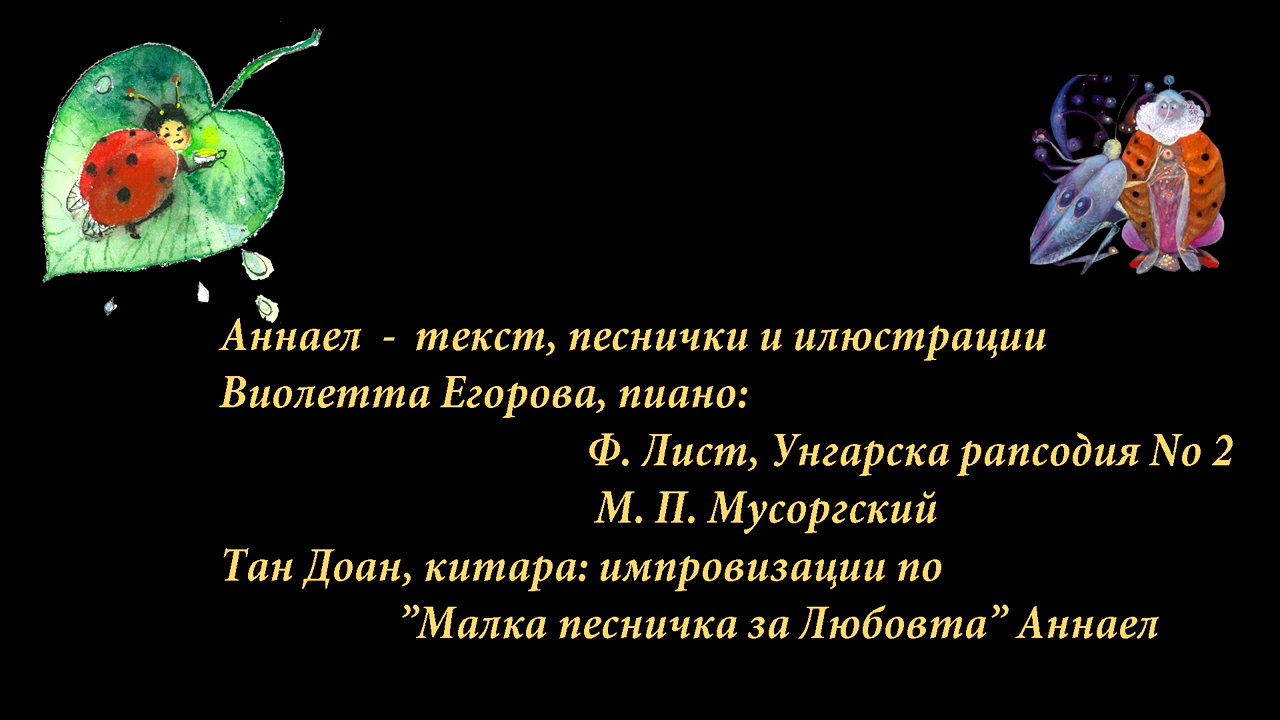 Аннаел - текст, песнички и илюстрации
Виолетта Егорова, пиано:
Ф. Лист, Унгарска рапсодия No 2
М. П. Мусоргский
Тан Доан, китара: импровизации по
”Малка песничка за Любовта” Аннаел